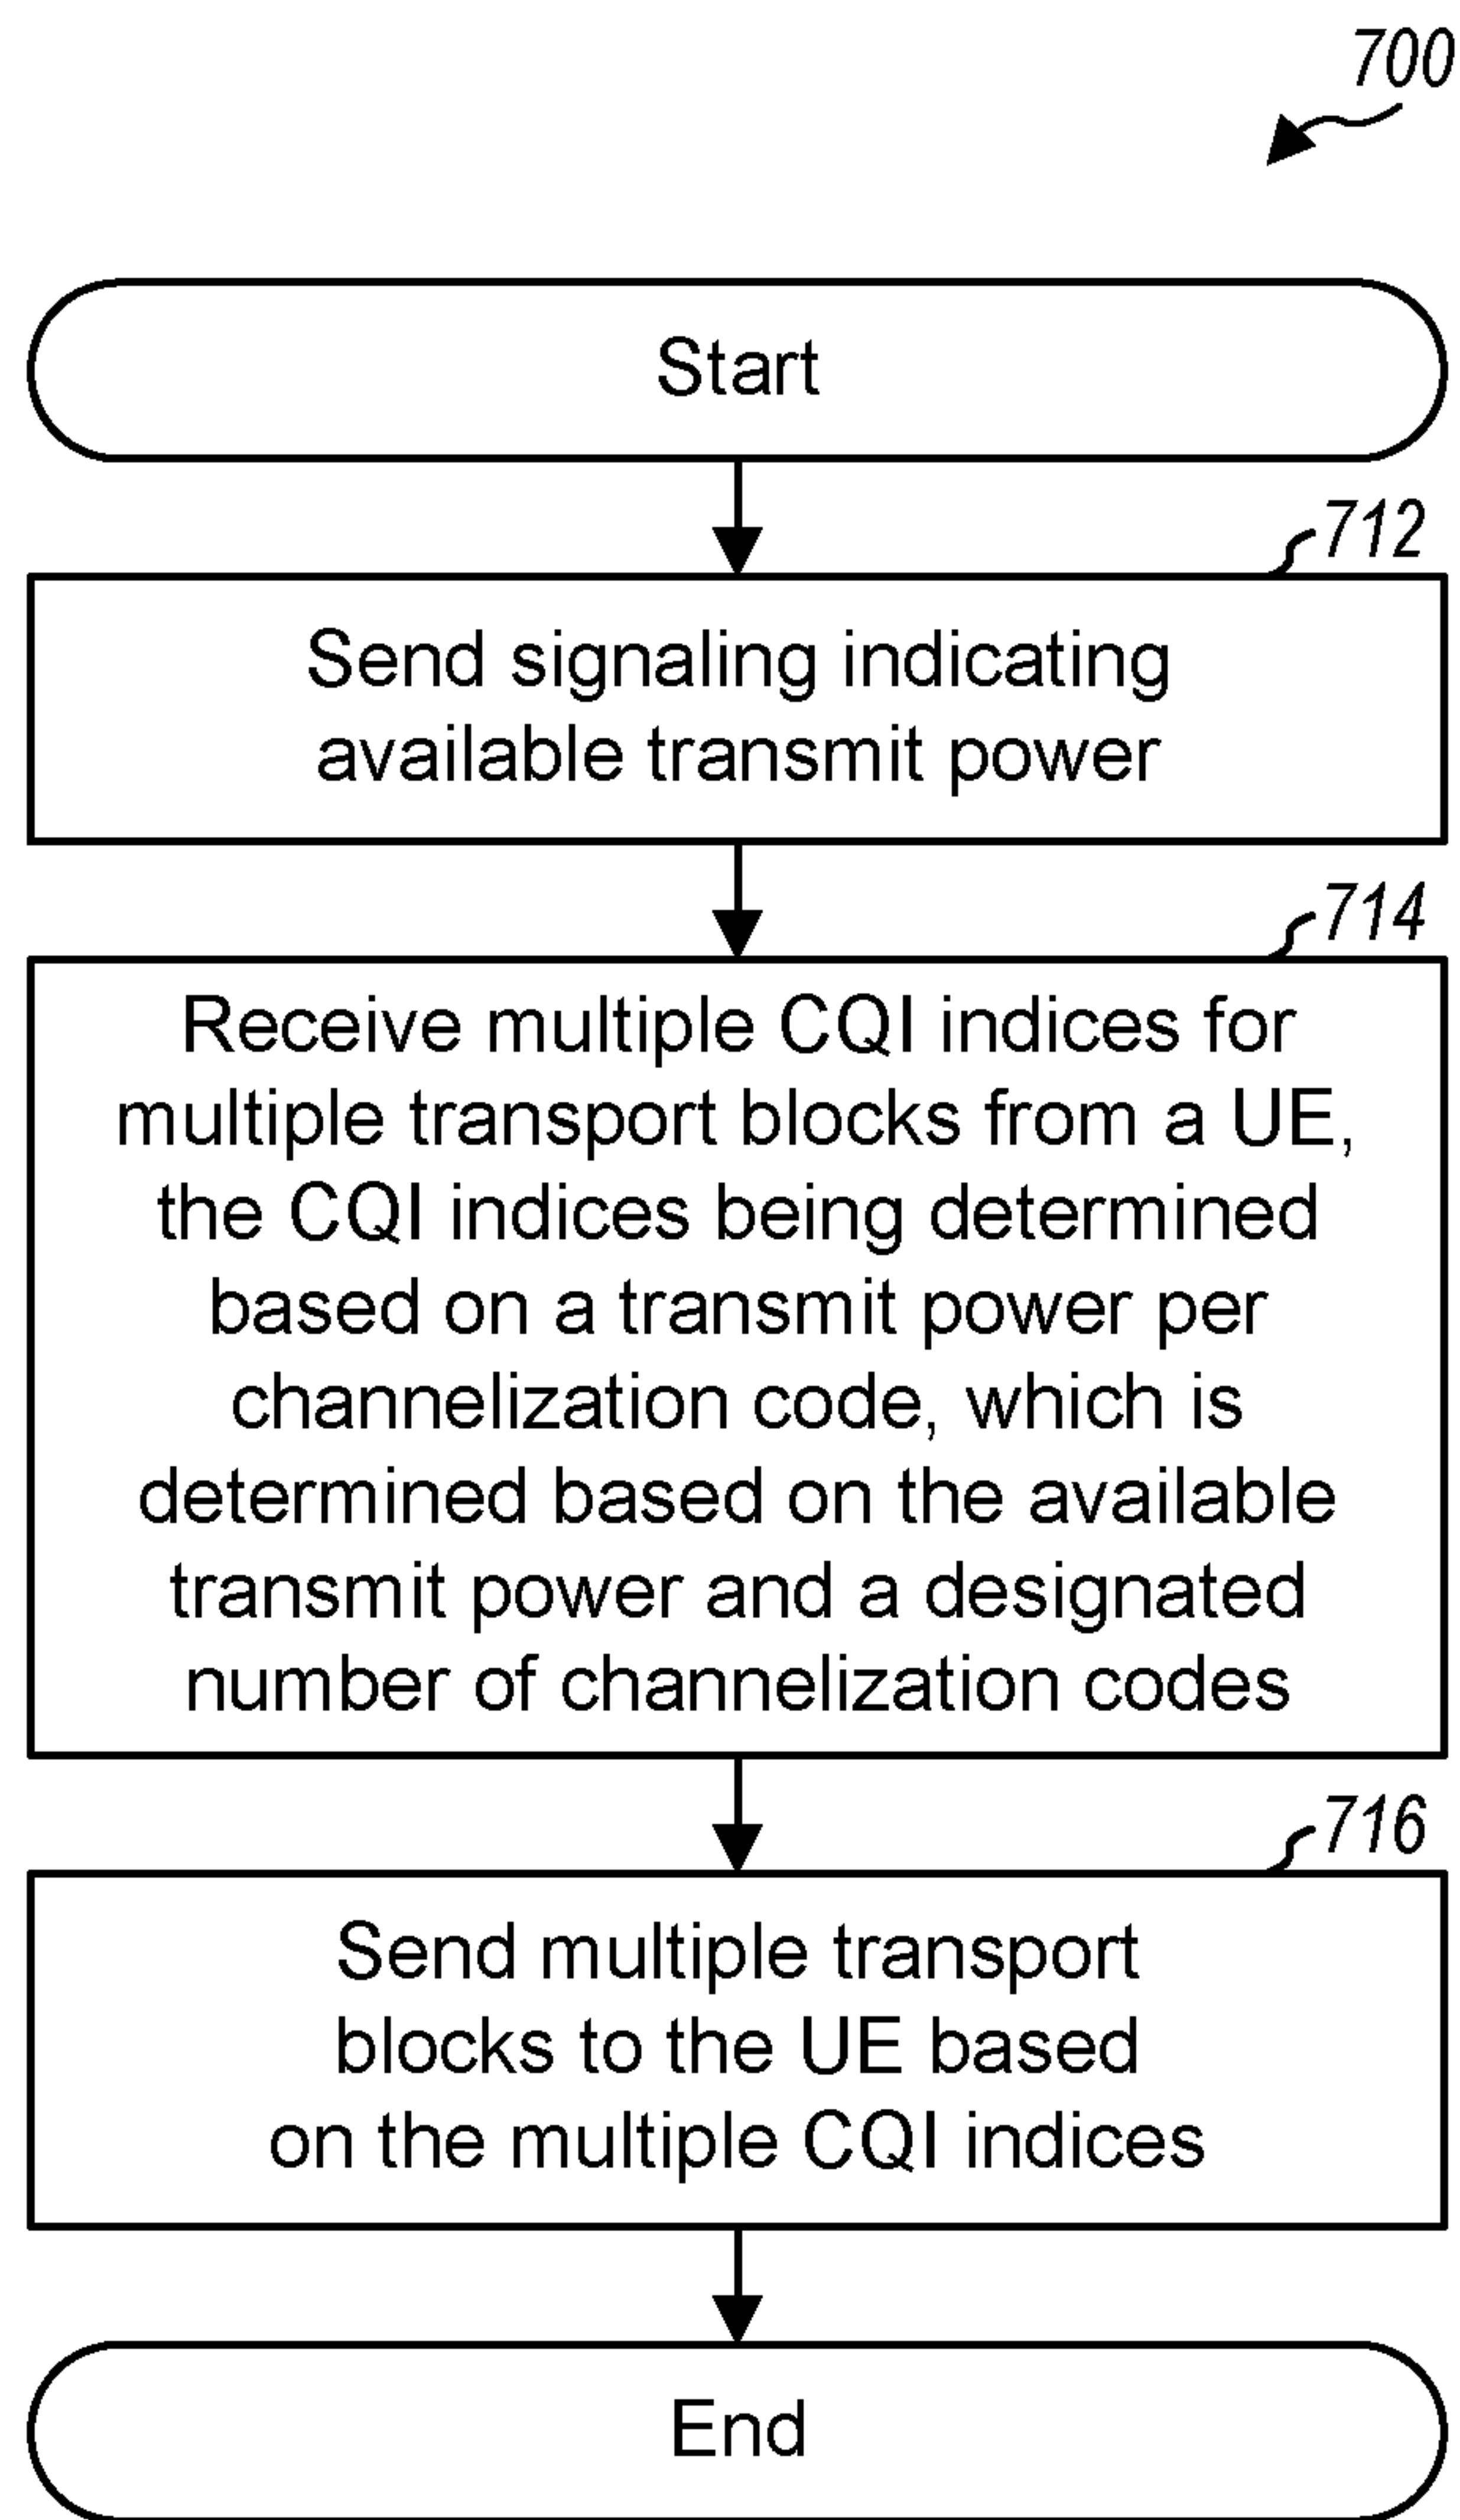 700
Start
712
Send signaling indicating
available transmit power
714
Receive multiple CQI indices for
multiple transport blocks from a UE,
the CQI indices being determined
based on a transmit power per
channelization code, which is
determined based on the available
transmit power and a designated
number of channelization codes
716
Send multiple transport
blocks to the UE based
on the multiple CQI indices
End